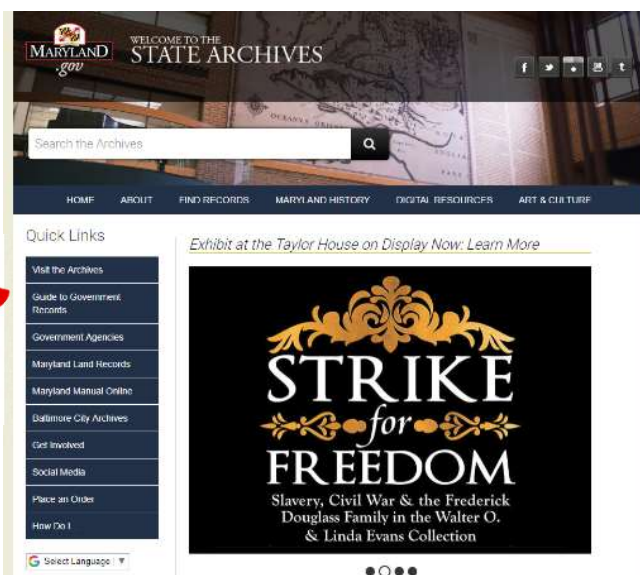 MARYLAND
.gov
WELCOME TO THE
STATE ARCHIVES
f
t
Search the Archives
HOME ABOUT FIND RECORDS MARYLAND HISTORY DIGITAL RESOURCES ART & CULTURE
Quick Links
Visit the Archives
Guide to Government
Records
Government Agencies
Maryland Land Records
Maryland Manual Online
Baltimore City Archives
Get Involved
Social Media
Place an Order
How Do I
G Select Language ▼
Exhibit at the Taylor House on Display Now: Learn More
STRIKE
for
FREEDOM
Slavery, Civil War & the Frederick
Douglass Family in the Walter O.
& Linda Evans Collection